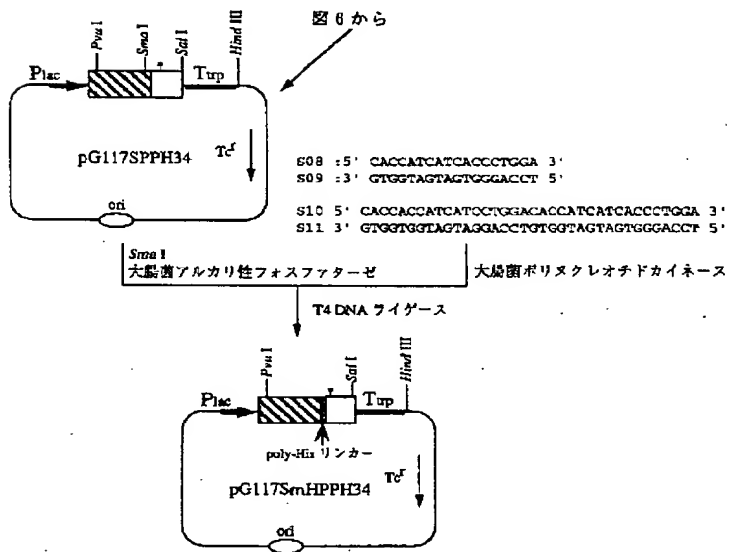 図 6 から
Pvu I
Sma I
Sal I
Hind III
Plac
Ttrp
pG117SPPH34
Tcr
ori
S08 :5' CACCATCATCACCCTGGA 3'
S09 :3' GTGGTAGTAGTGGGACCT 5'
S10 5' CACCACCATCATCCTGGACACCATCATCACCCTGGA 3'
S11 3' GTGGTGGTAGTAGGACCTGTGGTAGTAGTGGGACCT 5'
Sma I
大腸菌アルカリ性フォスファターゼ
大腸菌ポリヌクレオチドカイネース
T4 DNA ライゲース
Pvu I
Sal I
Hind III
Plac
Ttrp
poly-His リンカー
pG117SmHPPH34
Tcr
ori